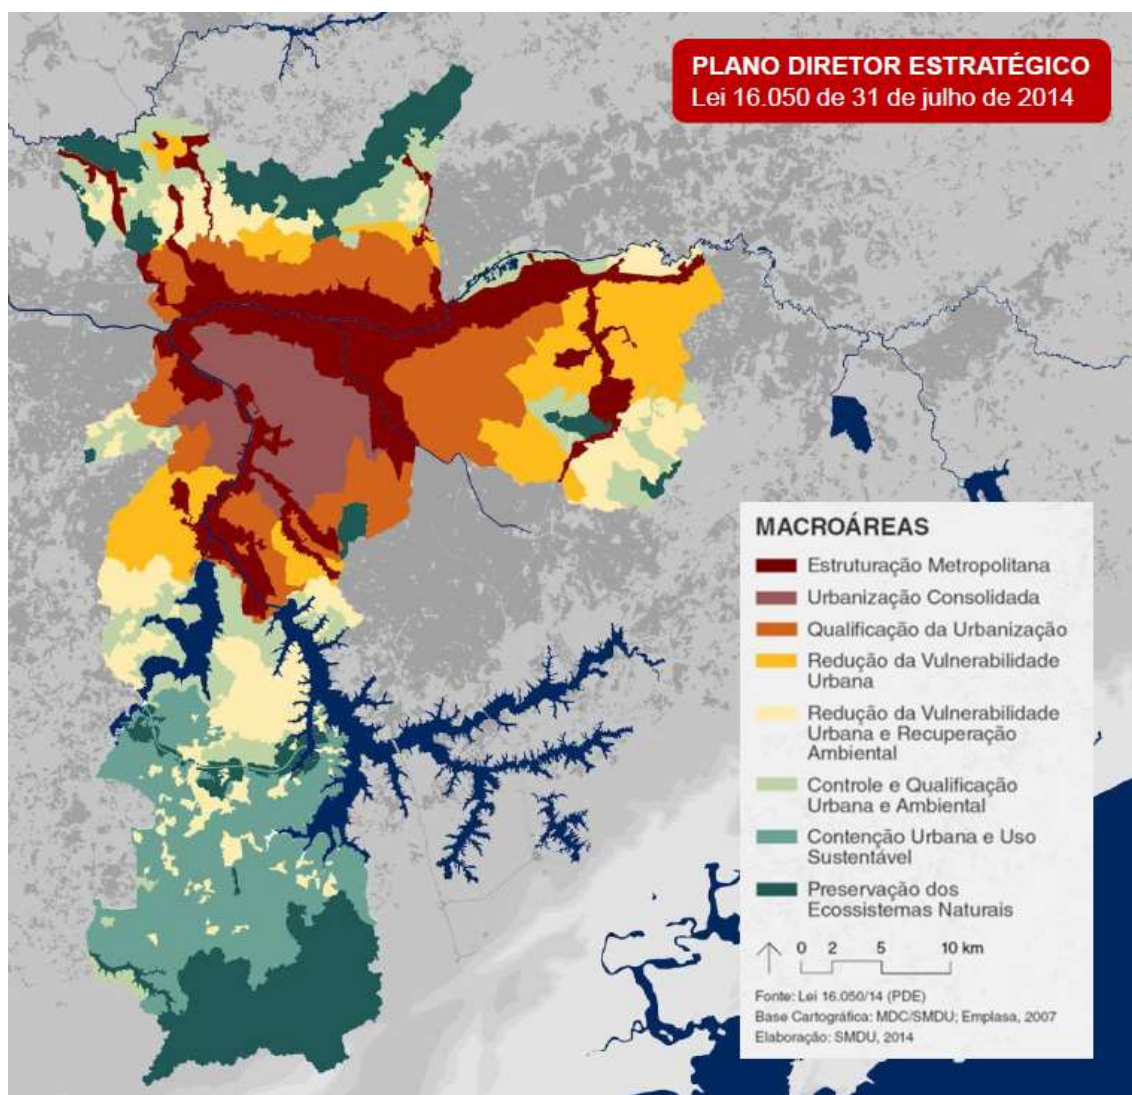 PLANO DIRETOR ESTRATÉGICO
Lei 16.050 de 31 de julho de 2014
MACROÁREAS
Estruturação Metropolitana
Urbanização Consolidada
Qualificação da Urbanização
Redução da Vulnerabilidade
Urbana
Redução da Vulnerabilidade
Urbana e Recuperação
Ambiental
Controle e Qualificação
Urbana e Ambiental
Contenção Urbana e Uso
Sustentável
Preservação dos
Ecossistemas Naturais
0 2 5 10 km
Fonte: Lei 16.050/14 (PDE)
Base Cartográfica: MDC/SMDU; Emplasa, 2007
Elaboração: SMDU, 2014